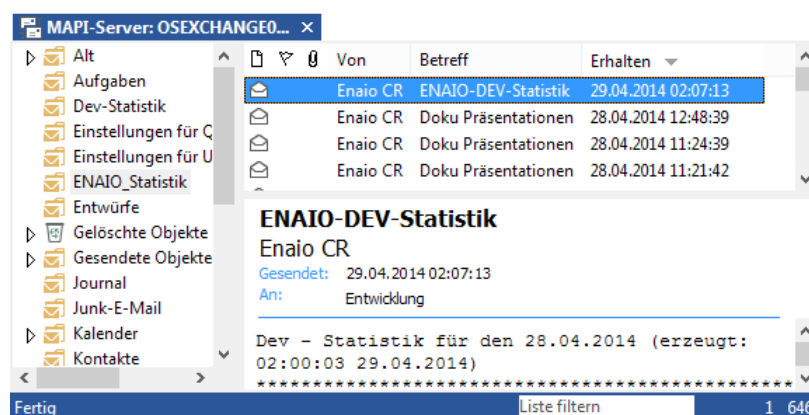 MAPI-Server: OSEXCHANGE0... ×
Alt
Aufgaben
Dev-Statistik
Einstellungen für Q
Einstellungen für U
ENAIO_Statistik
Entwürfe
Gelöschte Objekte
Gesendete Objekte
Journal
Junk-E-Mail
Kalender
Kontakte
Von Betreff Erhalten
Enaio CR ENAIO-DEV-Statistik 29.04.2014 02:07:13
Enaio CR Doku Präsentationen 28.04.2014 12:48:39
Enaio CR Doku Präsentationen 28.04.2014 11:24:39
Enaio CR Doku Präsentationen 28.04.2014 11:21:42
ENAIO-DEV-Statistik
Enaio CR
Gesendet: 29.04.2014 02:07:13
An: Entwicklung
Dev - Statistik für den 28.04.2014 (erzeugt:
02:00:03 29.04.2014)
************************************************
Fertig Liste filtern 1